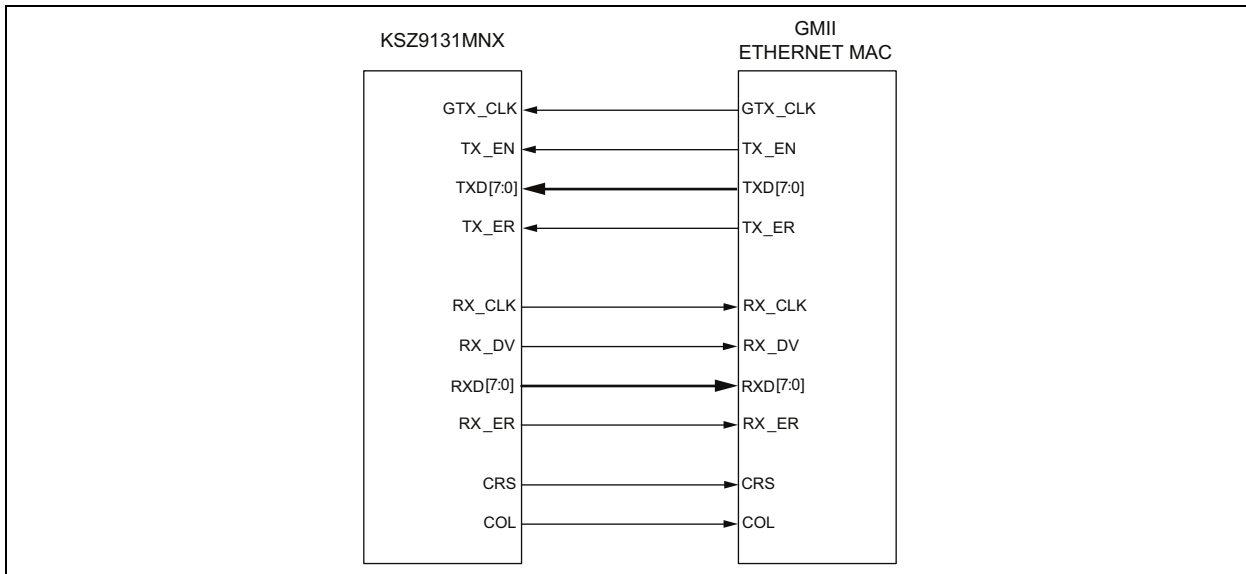 KSZ9131MNX
GMII
ETHERNET MAC
GTX_CLK GTX_CLK
TX_EN TX_EN
TXD[7:0] TXD[7:0]
TX_ER TX_ER
RX_CLK RX_CLK
RX_DV RX_DV
RXD[7:0] RXD[7:0]
RX_ER RX_ER
CRS CRS
COL COL